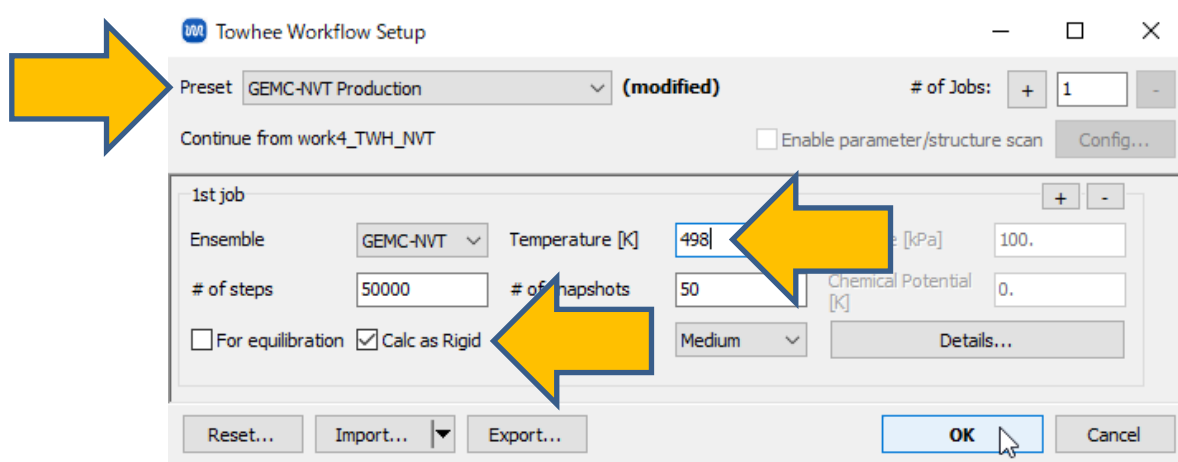 Towhee Workflow Setup
Preset GEMC-NVT Production (modified) # of Jobs: + 1 -
Continue from work4_TWH_NVT Enable parameter/structure scan Config...
1st job + -
Ensemble GEMC-NVT Temperature [K] 498 [kPa] 100.
# of steps 50000 # of snapshots 50 Chemical Potential [K] 0.
For equilibration Calc as Rigid Medium Details...
Reset... Import... Export... OK Cancel